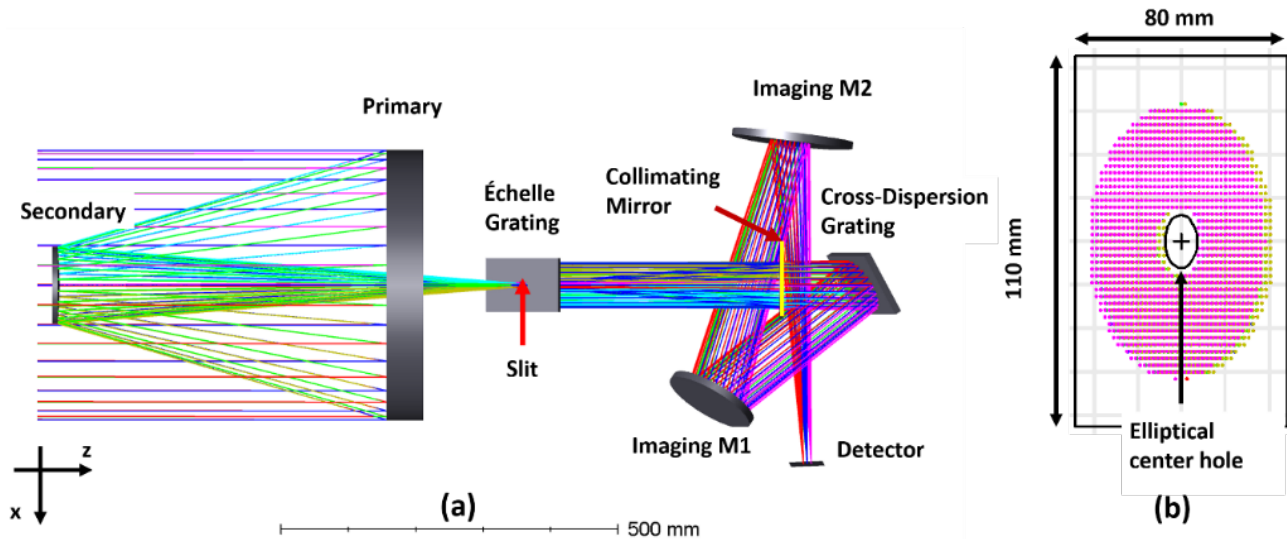 80 mm
Imaging M2
Primary
Échelle
Grating
Collimating
Mirror
Cross-Dispersion
Grating
Secondary
110 mm
Slit
z
x
Imaging M1
Detector
Elliptical
center hole
(a)
500 mm
(b)